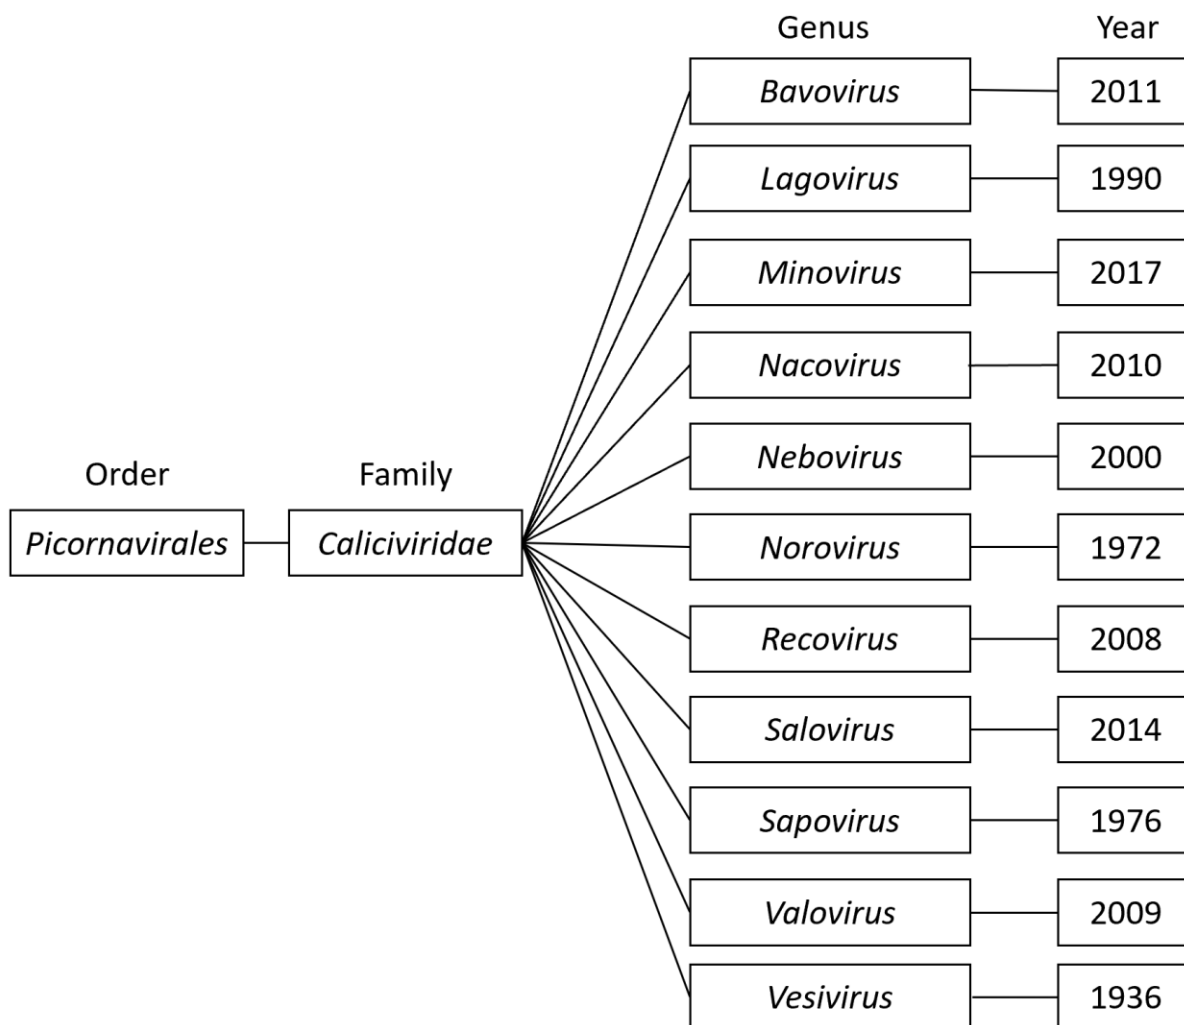 Genus Year
Bavovirus 2011
Lagovirus 1990
Minovirus 2017
Nacovirus 2010
Nebovirus 2000
Order Family
Picornavirales Caliciviridae
Norovirus 1972
Recovirus 2008
Salovirus 2014
Sapovirus 1976
Valovirus 2009
Vesivirus 1936